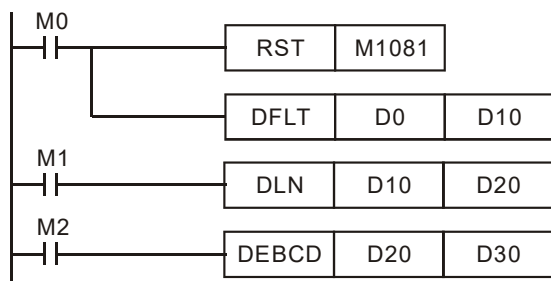 M0
RST M1081
DFLT D0 D10
M1
DLN D10 D20
M2
DEBCD D20 D30